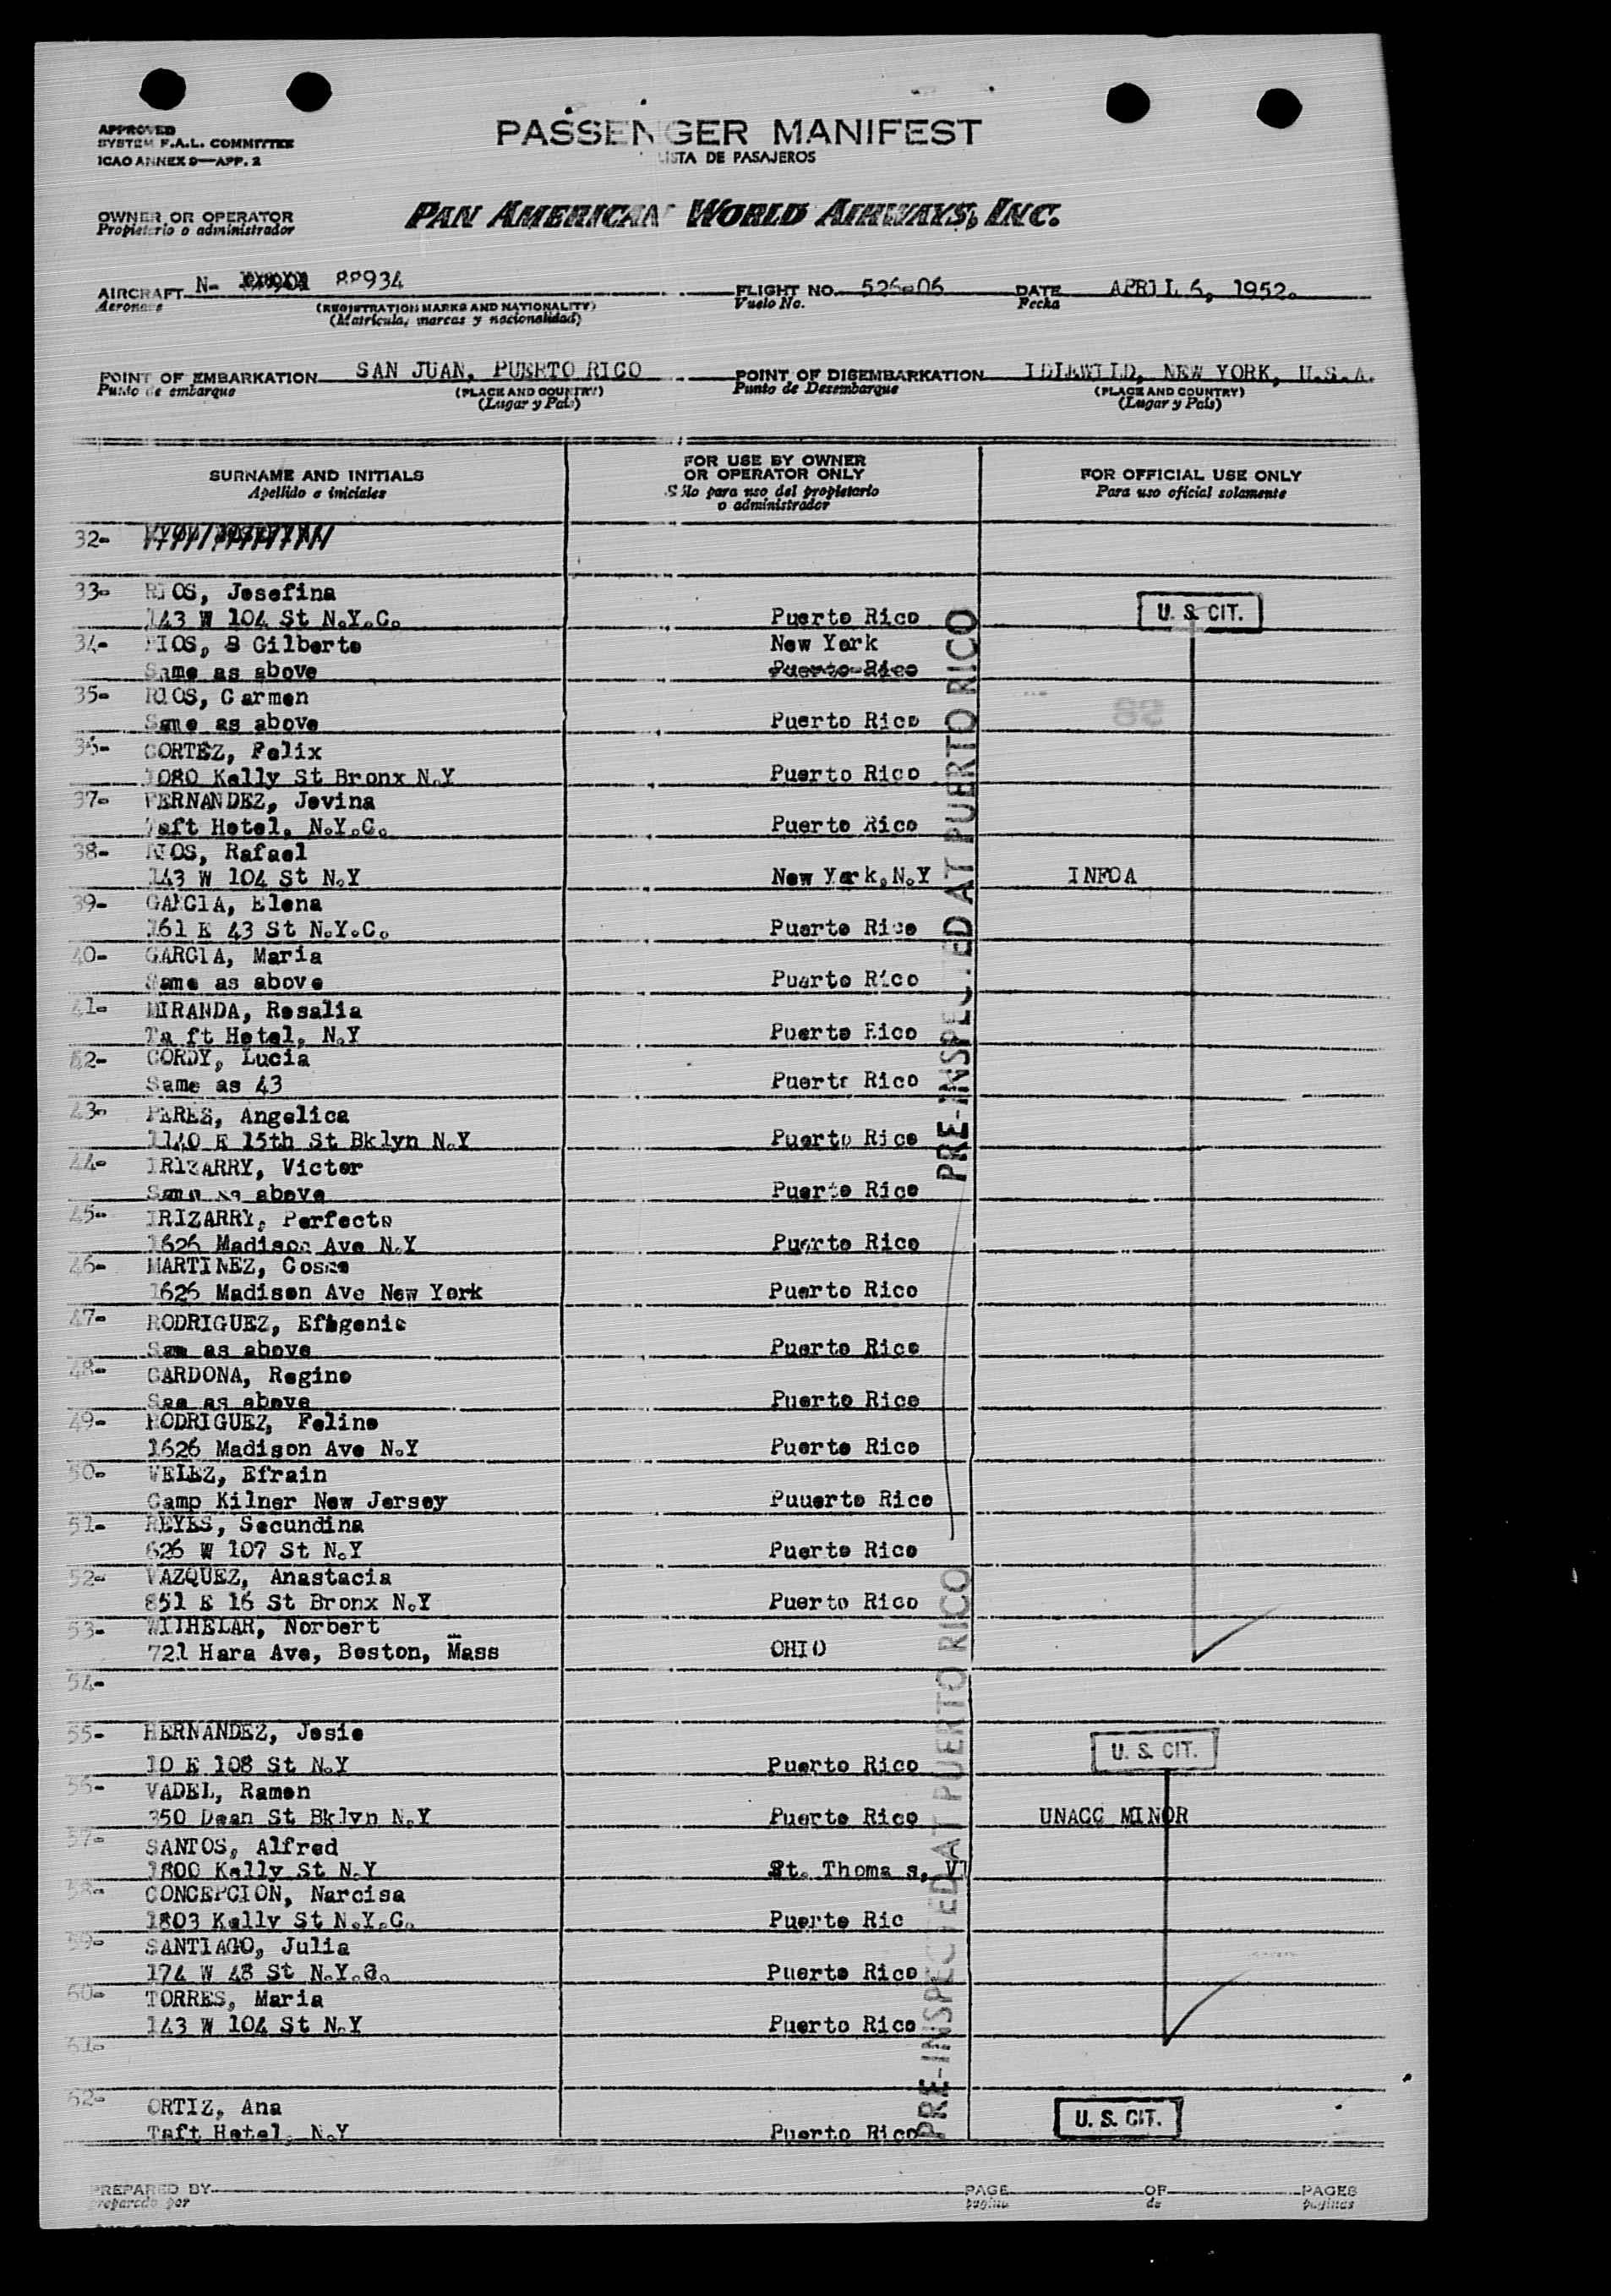 APPROVED
SYSTEM F.A.L. COMMITTEE
ICAO ANNEX 9—APP. 2
PASSENGER MANIFEST
LISTA DE PASAJEROS
OWNER OR OPERATOR
Propietario o administrador
PAN AMERICAN WORLD AIRWAYS, INC.
AIRCRAFT N- 88934
Aeronave
(REGISTRATION MARKS AND NATIONALITY)
(Matrícula, marcas y nacionalidad)
FLIGHT NO. 526-06
Vuelo No.
DATE APRIL 6, 1952.
Fecha
POINT OF EMBARKATION SAN JUAN, PUERTO RICO
Punto de embarque
(PLACE AND COUNTRY)
(Lugar y País)
POINT OF DISEMBARKATION IDLEWILD, NEW YORK, U.S.A.
Punto de Desembarque
(PLACE AND COUNTRY)
(Lugar y País)
SURNAME AND INITIALS
Apellido e iniciales
FOR USE BY OWNER
OR OPERATOR ONLY
Sólo para uso del propietario
o administrador
FOR OFFICIAL USE ONLY
Para uso oficial solamente
32-
33- RIOS, Josefina
143 W 104 St N.Y.C. Puerto Rico U. S. CIT.
34- RIOS, Gilberto New York
Same as above Puerto Rico
35- RIOS, Carmen
Same as above Puerto Rico
36- CORTEZ, Felix
1080 Kelly St Bronx N.Y Puerto Rico
37- FERNANDEZ, Jovina
Taft Hotel, N.Y.C. Puerto Rico
38- RIOS, Rafael
143 W 104 St N.Y New York,N.Y INFOA
39- GARCIA, Elena
161 E 43 St N.Y.C. Puerto Rico
40- GARCIA, Maria
Same as above Puerto Rico
41- MIRANDA, Rosalia
Ta ft Hotel, N.Y Puerto Rico
42- CORDY, Lucia
Same as 43 Puerto Rico
43- PERES, Angelica
1140 E 15th St Bklyn N.Y Puerto Rico
44- IRIZARRY, Victor
Same as above Puerto Rico
45- IRIZARRY, Perfecto
1626 Madison Ave N.Y Puerto Rico
46- MARTINEZ, Cosme
1626 Madison Ave New York Puerto Rico
47- RODRIGUEZ, Efigenio
Sam as above Puerto Rico
48- CARDONA, Regino
Sae as above Puerto Rico
49- RODRIGUEZ, Feline
1626 Madison Ave N.Y Puerto Rico
50- VELEZ, Efrain
Camp Kilner New Jersey Puuerto Rico
51- REYES, Secundina
626 W 107 St N.Y Puerto Rico
52- VAZQUEZ, Anastacia
851 E 16 St Bronx N.Y Puerto Rico
53- WILHELAR, Norbert
721 Hara Ave, Boston, Mass OHIO
54-
55- HERNANDEZ, Josie
10 E 108 St N.Y Puerto Rico U. S. CIT.
56- VADEL, Ramon
350 Dean St Bklyn N.Y Puerto Rico UNACC MINOR
57- SANTOS, Alfred
1800 Kelly St N.Y St. Thoma s, VI
58- CONCEPCION, Narcisa
1803 Kelly St N.Y.C. Puerto Ric
59- SANTIAGO, Julia
174 W 48 St N.Y.C. Puerto Rico
60- TORRES, Maria
143 W 104 St N.Y Puerto Rico
61-
62- ORTIZ, Ana
Taft Hotel, N.Y Puerto Rico U. S. CIT.
PRE-INSPECTED AT PUERTO RICO
PRE-INSPECTED AT PUERTO RICO
PREPARED BY
preparado por
PAGE OF PAGES
página de páginas